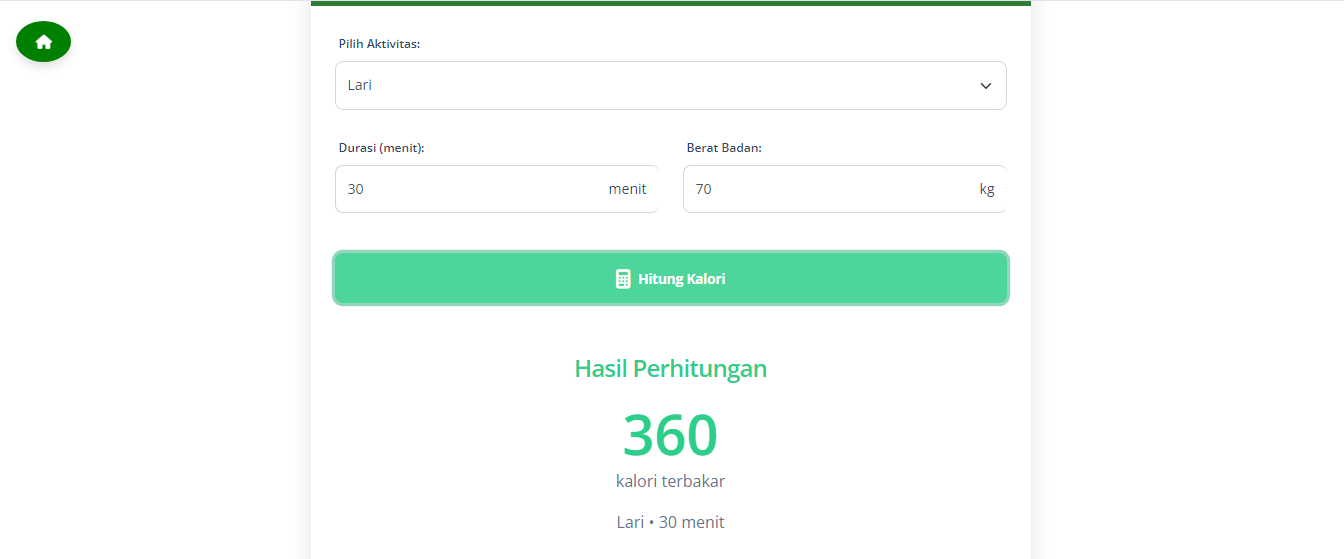 Pilih Aktivitas:
Lari
Durasi (menit): Berat Badan:
30 menit 70 kg
Hitung Kalori
Hasil Perhitungan
360
kalori terbakar
Lari • 30 menit